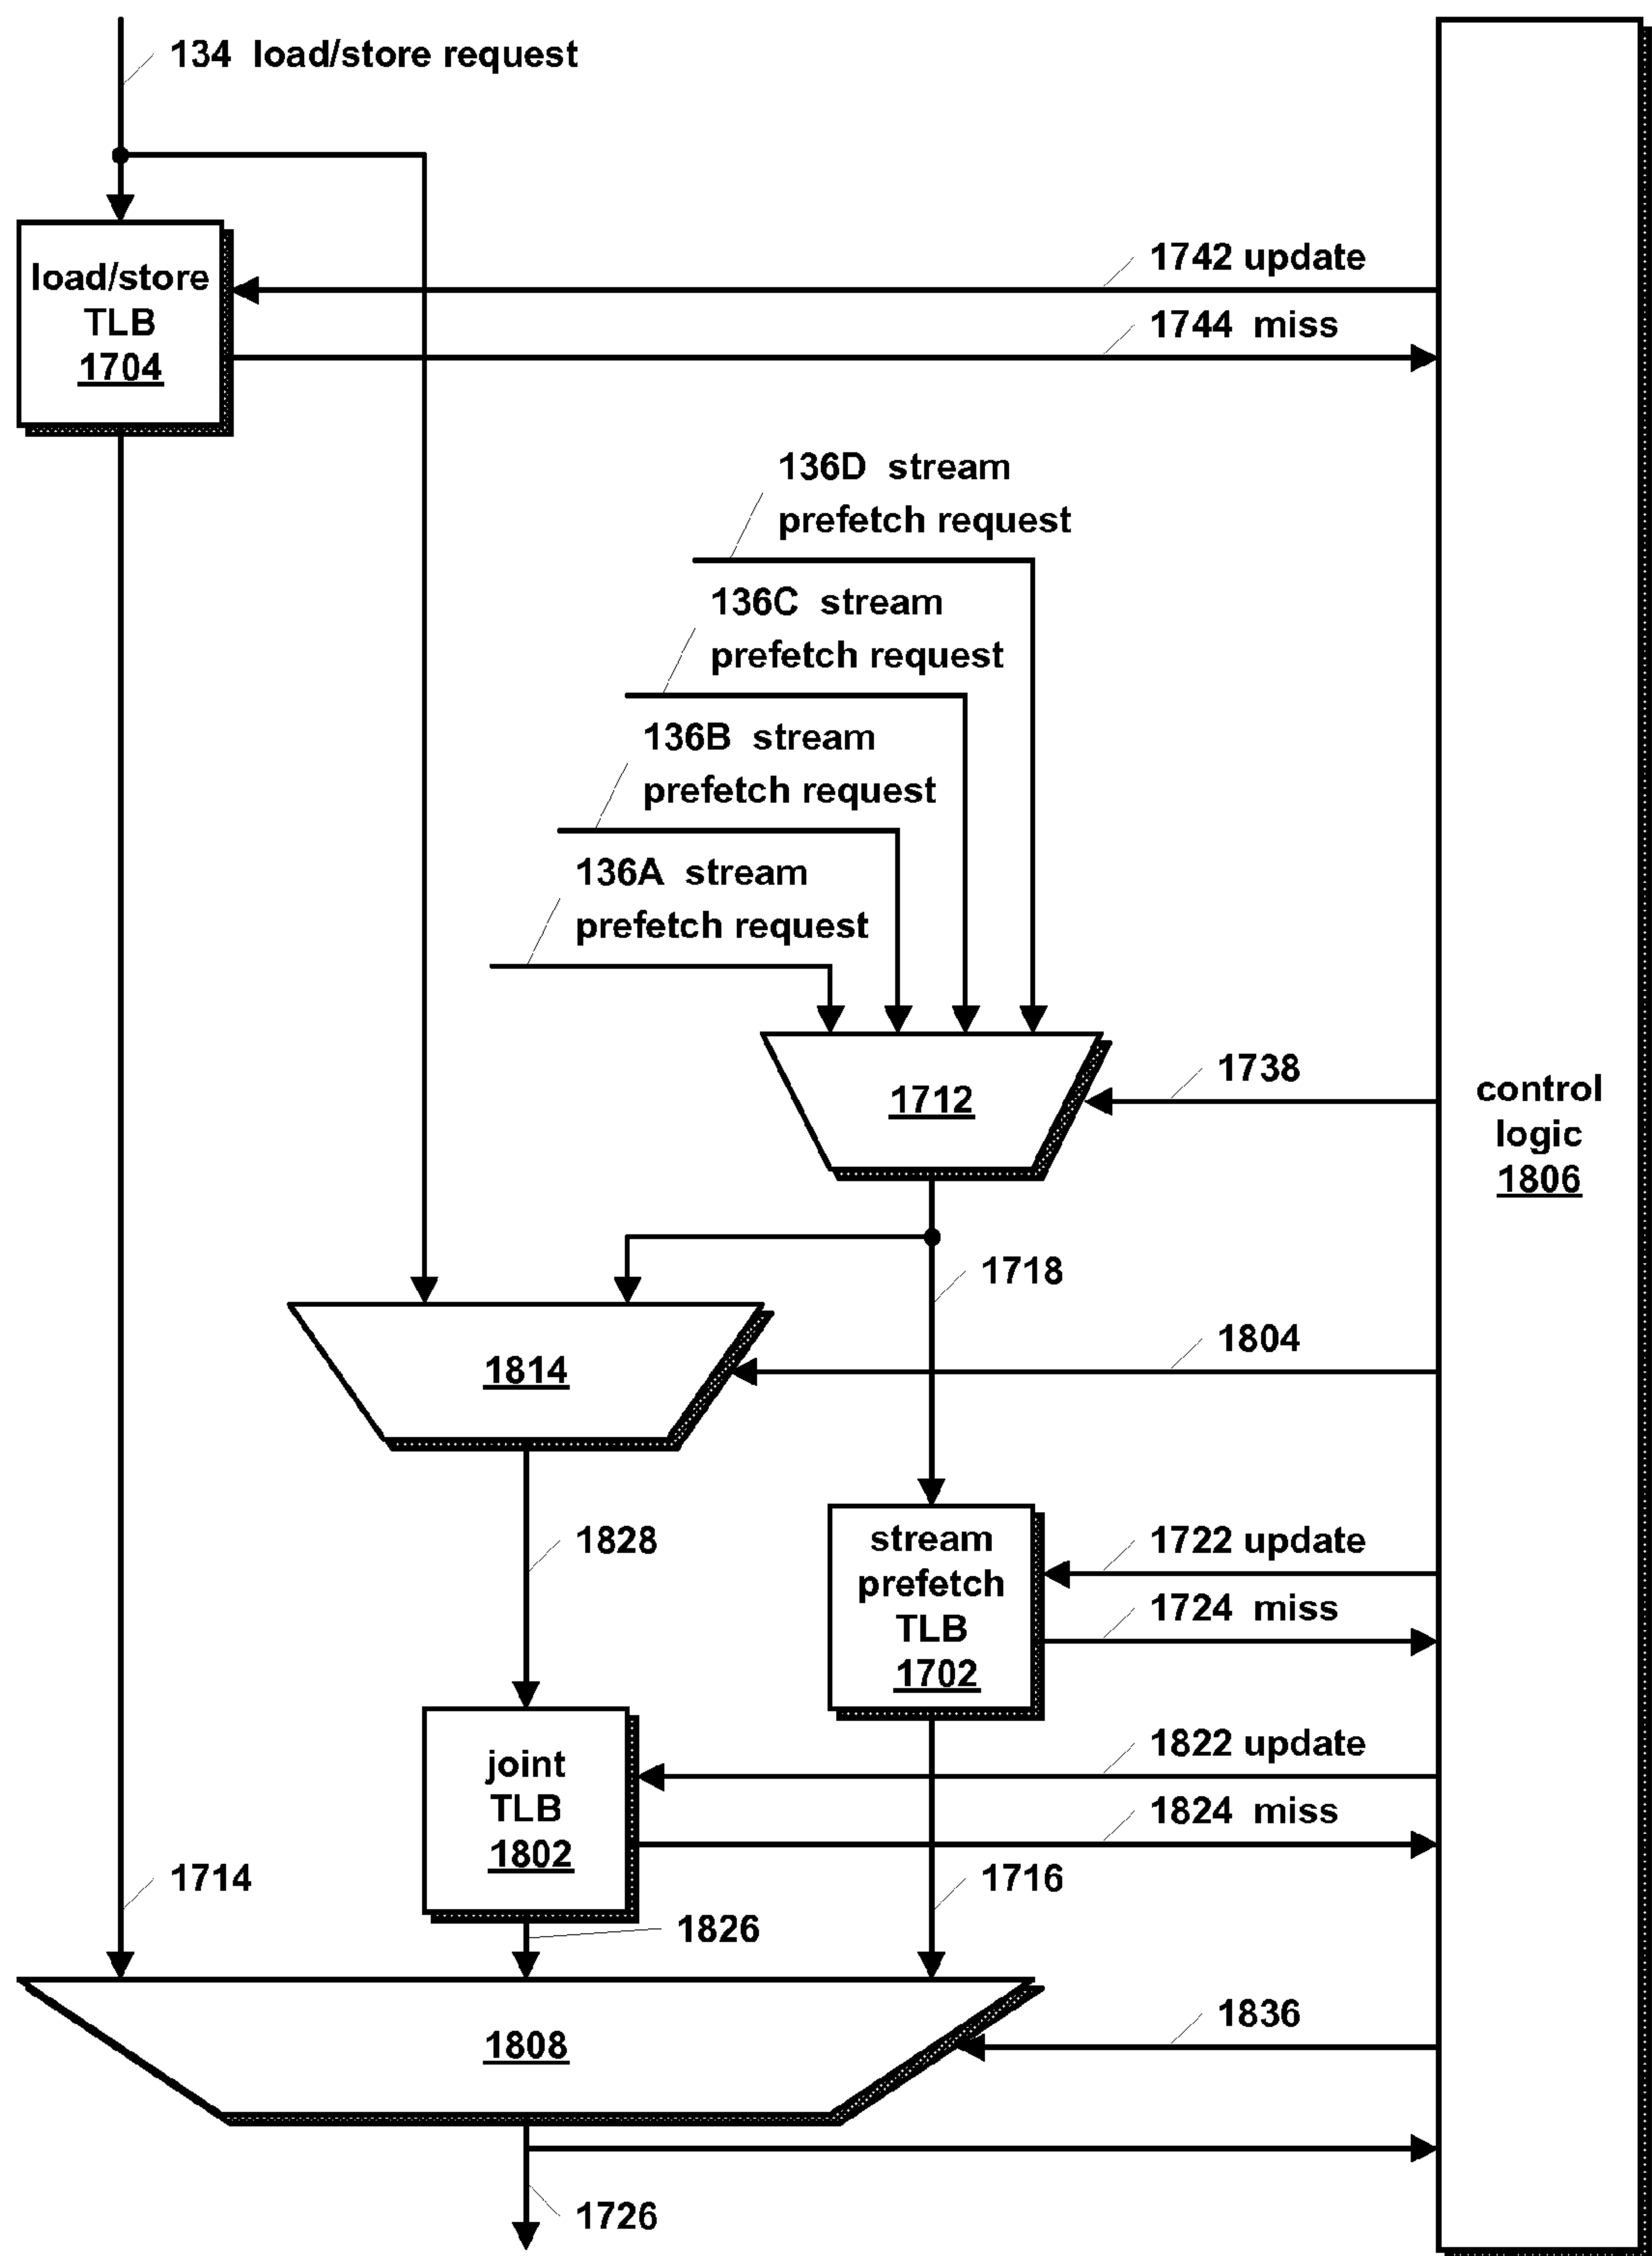 134 load/store request
load/store
TLB
1704
1742 update
1744 miss
136D stream
prefetch request
136C stream
prefetch request
136B stream
prefetch request
136A stream
prefetch request
1712
1738
control
logic
1806
1718
1814
1804
1828
stream
prefetch
TLB
1702
1722 update
1724 miss
joint
TLB
1802
1822 update
1824 miss
1714
1826
1716
1808
1836
1726